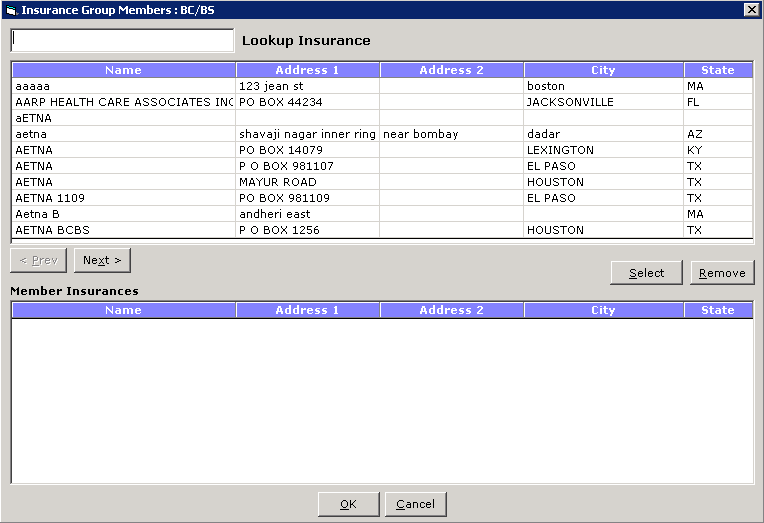 Insurance Group Members : BC/BS
Lookup Insurance
Name Address 1 Address 2 City State
aaaaa 123 jean st boston MA
AARP HEALTH CARE ASSOCIATES INC PO BOX 44234 JACKSONVILLE FL
aETNA
aetna shavaji nagar inner ring near bombay dadar AZ
AETNA PO BOX 14079 LEXINGTON KY
AETNA P O BOX 981107 EL PASO TX
AETNA MAYUR ROAD HOUSTON TX
AETNA 1109 PO BOX 981109 EL PASO TX
Aetna B andheri east MA
AETNA BCBS P O BOX 1256 HOUSTON TX
< Prev Next >
Select Remove
Member Insurances
Name Address 1 Address 2 City State
OK Cancel